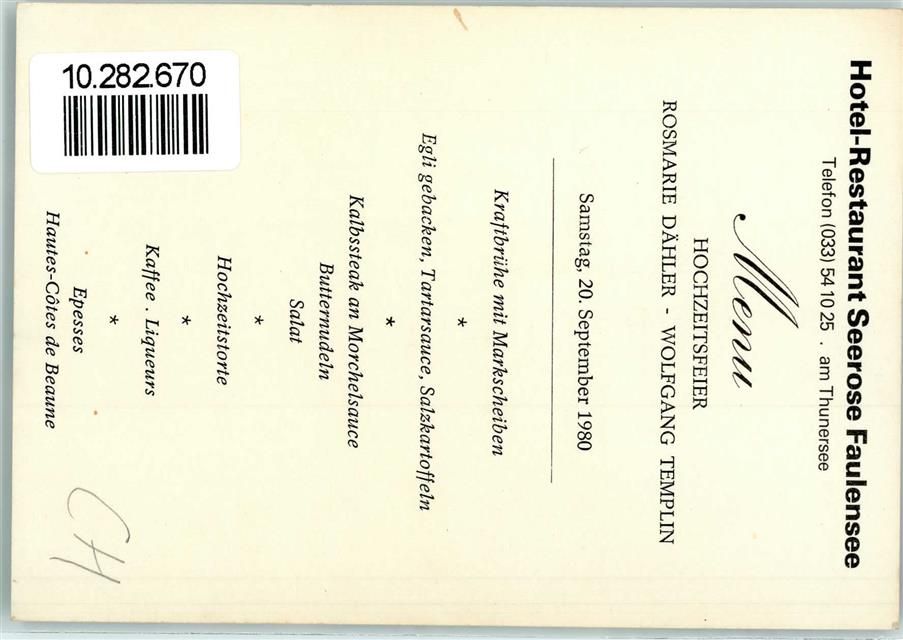 Hotel-Restaurant Seerose Faulensee
Telefon (033) 54 10 25 . am Thunersee
Menu
HOCHZEITSFEIER
ROSMARIE DÄHLER - WOLFGANG TEMPLIN
Samstag, 20. September 1980
Kraftbrühe mit Markscheiben
*
Egli gebacken, Tartarsauce, Salzkartoffeln
*
Kalbssteak an Morchelsauce
Butternudeln
Salat
*
Hochzeitstorte
*
Kaffee . Liqueurs
*
Epesses
Hautes-Côtes de Beaune
CH
10.282.670